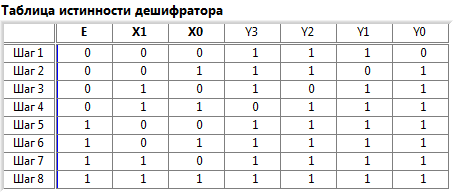 Таблица истинности дешифратора
E X1 X0 Y3 Y2 Y1 Y0
Шаг 1 0 0 0 1 1 1 0
Шаг 2 0 0 1 1 1 0 1
Шаг 3 0 1 0 1 0 1 1
Шаг 4 0 1 1 0 1 1 1
Шаг 5 1 0 0 1 1 1 1
Шаг 6 1 0 1 1 1 1 1
Шаг 7 1 1 0 1 1 1 1
Шаг 8 1 1 1 1 1 1 1